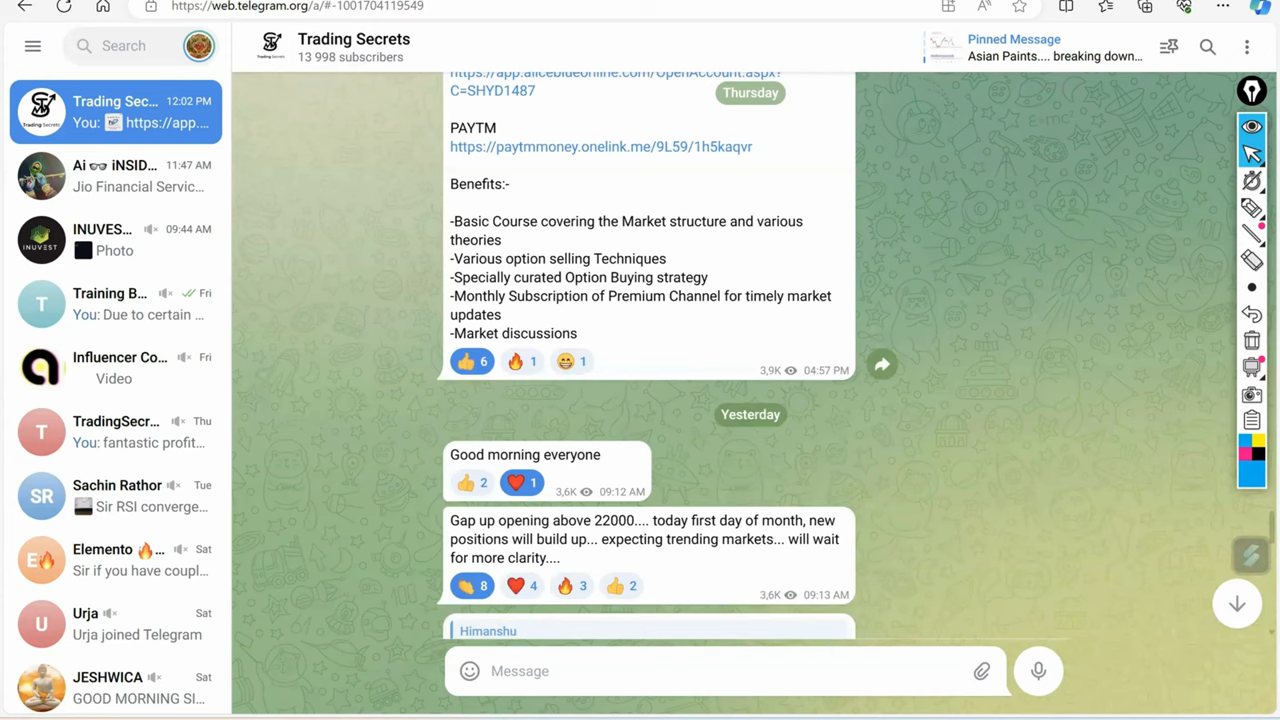 https://web.telegram.org/a/#-1001704119549
Search
Trading Secrets
13 998 subscribers
Pinned Message
Asian Paints.... breaking down...
Trading Sec... 12:02 PM
You: https://app....
Ai 👓 iNSID... 11:47 AM
Jio Financial Servic...
INUVES... 09:44 AM
Photo
Training B... Fri
You: Due to certain ...
Influencer Co... Fri
Video
TradingSecr... Thu
You: fantastic profit...
Sachin Rathor Tue
Sir RSI converge...
Elemento 🔥... Sat
Sir if you have coupl...
Urja Sat
Urja joined Telegram
JESHWICA Sat
GOOD MORNING SI...
Trading Secrets
INUVEST
T
T
SR
E🔥
U
https://app.aliceblueonline.com/OpenAccount.aspx?
C=SHYD1487
Thursday
PAYTM
https://paytmmoney.onelink.me/9L59/1h5kaqvr
Benefits:-
-Basic Course covering the Market structure and various
theories
-Various option selling Techniques
-Specially curated Option Buying strategy
-Monthly Subscription of Premium Channel for timely market
updates
-Market discussions
👍 6 🔥 1 😁 1
3,9K 04:57 PM
Yesterday
Good morning everyone
👍 2 ❤️ 1
3,6K 09:12 AM
Gap up opening above 22000.... today first day of month, new
positions will build up... expecting trending markets... will wait
for more clarity....
👏 8 ❤️ 4 🔥 3 👍 2
3,6K 09:13 AM
Himanshu
Message